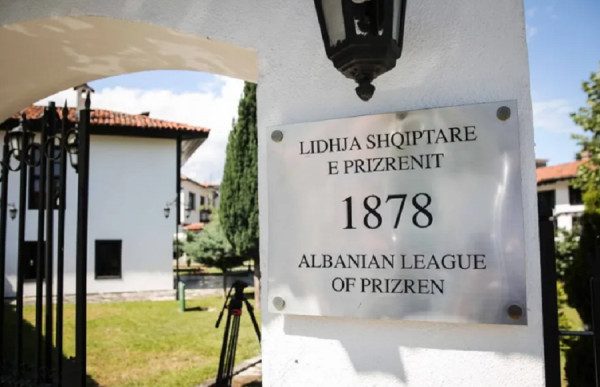 LIDHJA SHQIPTARE
E PRIZRENIT
1878
ALBANIAN LEAGUE
OF PRIZREN